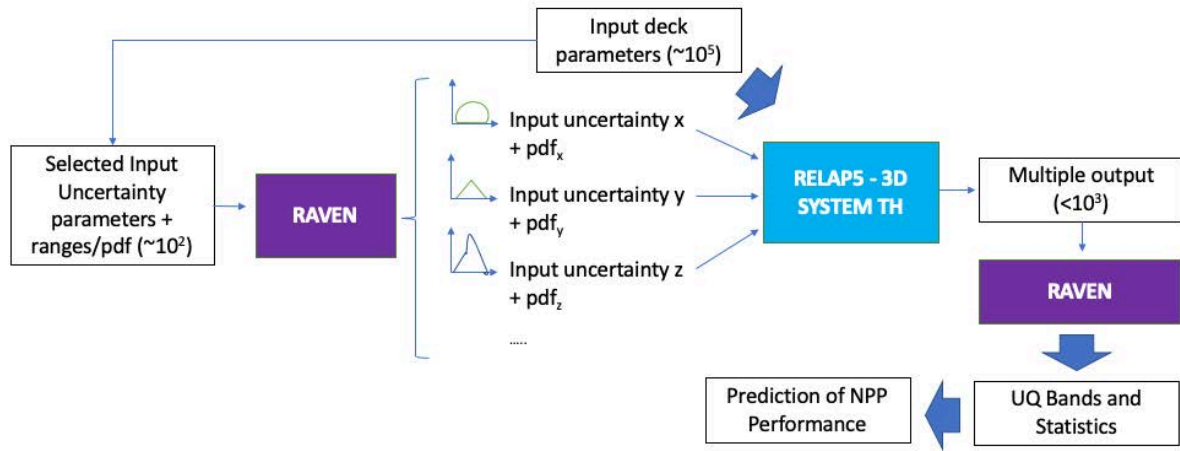 Input deck
parameters (~10⁵)
Selected Input
Uncertainty
parameters +
ranges/pdf (~10²)
RAVEN
Input uncertainty x
+ pdfₓ
Input uncertainty y
+ pdfᵧ
Input uncertainty z
+ pdf_z
.....
RELAP5 - 3D
SYSTEM TH
Multiple output
(<10³)
RAVEN
UQ Bands and
Statistics
Prediction of NPP
Performance